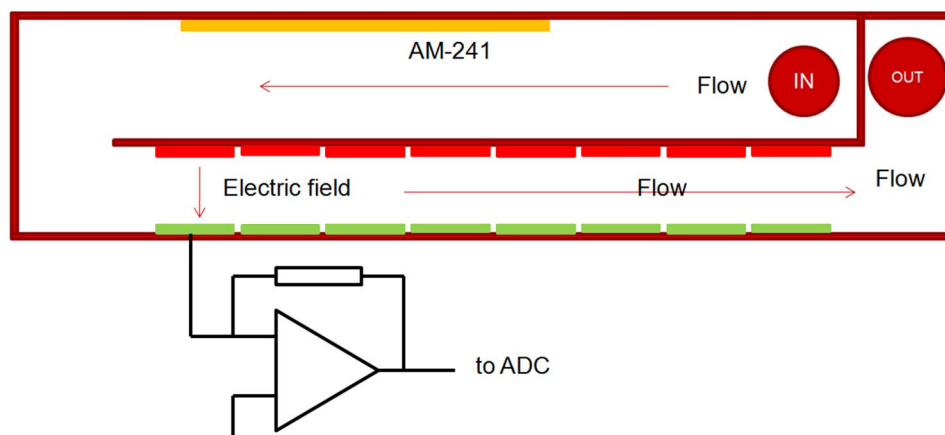 AM-241
Flow
IN
OUT
Electric field
Flow
Flow
to ADC